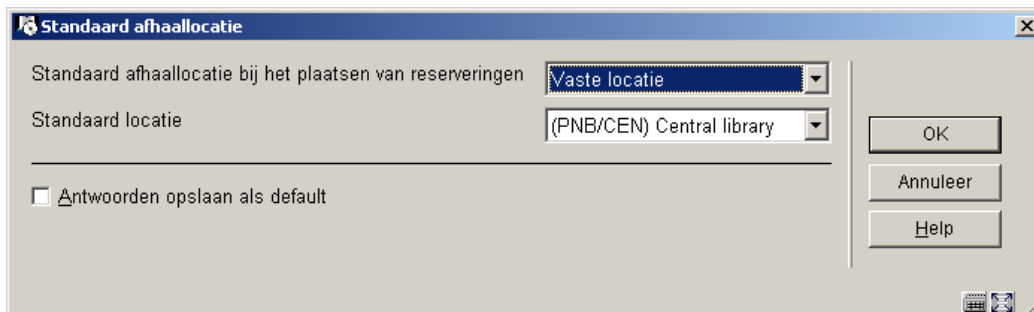 Standaard afhaallocatie
Standaard afhaallocatie bij het plaatsen van reserveringen
Vaste locatie
Standaard locatie
(PNB/CEN) Central library
OK
Antwoorden opslaan als default
Annuleer
Help